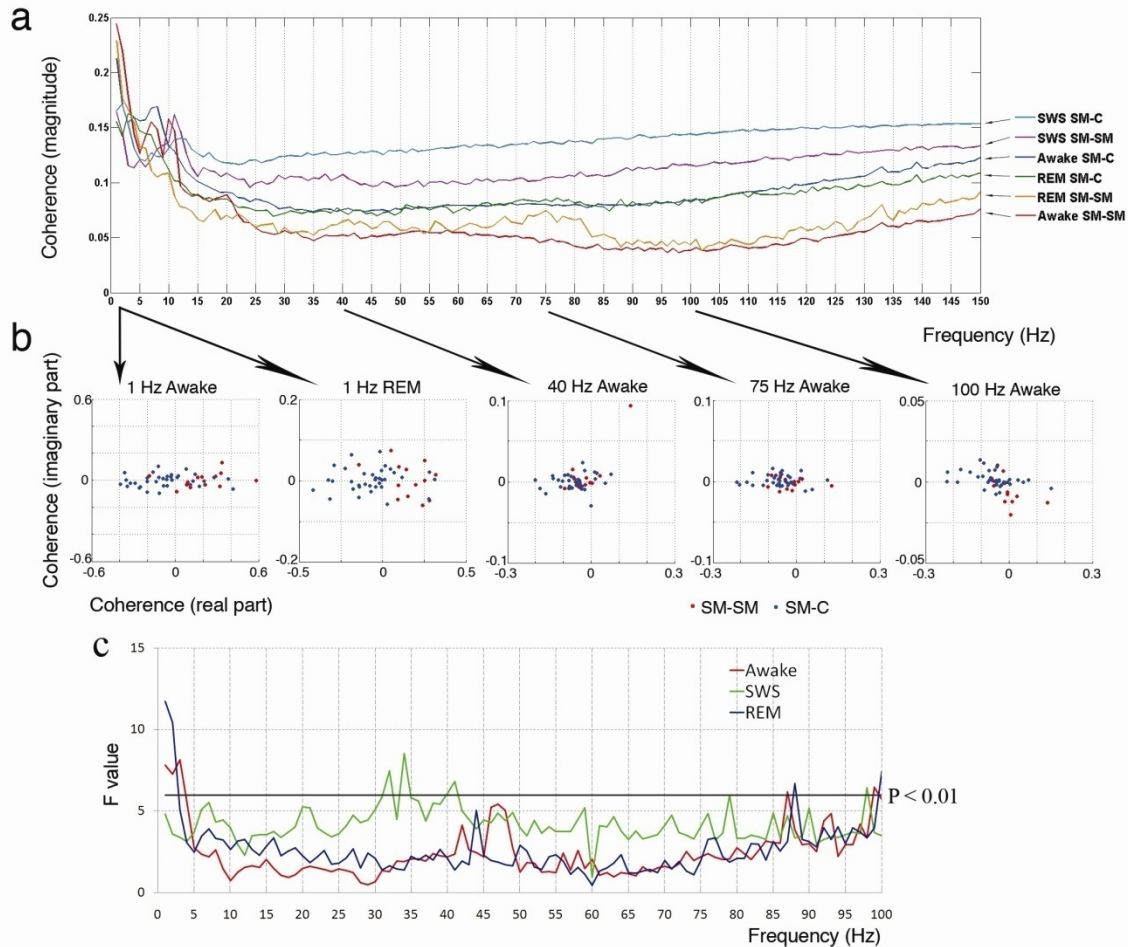 a
0.25
0.2
0.15
0.1
0.05
0
Coherence (magnitude)
0 5 10 15 20 25 30 35 40 45 50 55 60 65 70 75 80 85 90 95 100 105 110 115 120 125 130 135 140 145 150
Frequency (Hz)
SWS SM-C
SWS SM-SM
Awake SM-C
REM SM-C
REM SM-SM
Awake SM-SM
b
Coherence (imaginary part)
1 Hz Awake
0.6
0
-0.6
-0.6 0 0.6
1 Hz REM
0.2
0
-0.2
-0.5 0 0.5
40 Hz Awake
0.1
0
-0.1
-0.3 0 0.3
75 Hz Awake
0.1
0
-0.1
-0.3 0 0.3
100 Hz Awake
0.05
0
-0.05
-0.3 0 0.3
Coherence (real part)
SM-SM SM-C
c
15
10
5
0
F value
Awake
SWS
REM
P < 0.01
0 5 10 15 20 25 30 35 40 45 50 55 60 65 70 75 80 85 90 95 100
Frequency (Hz)